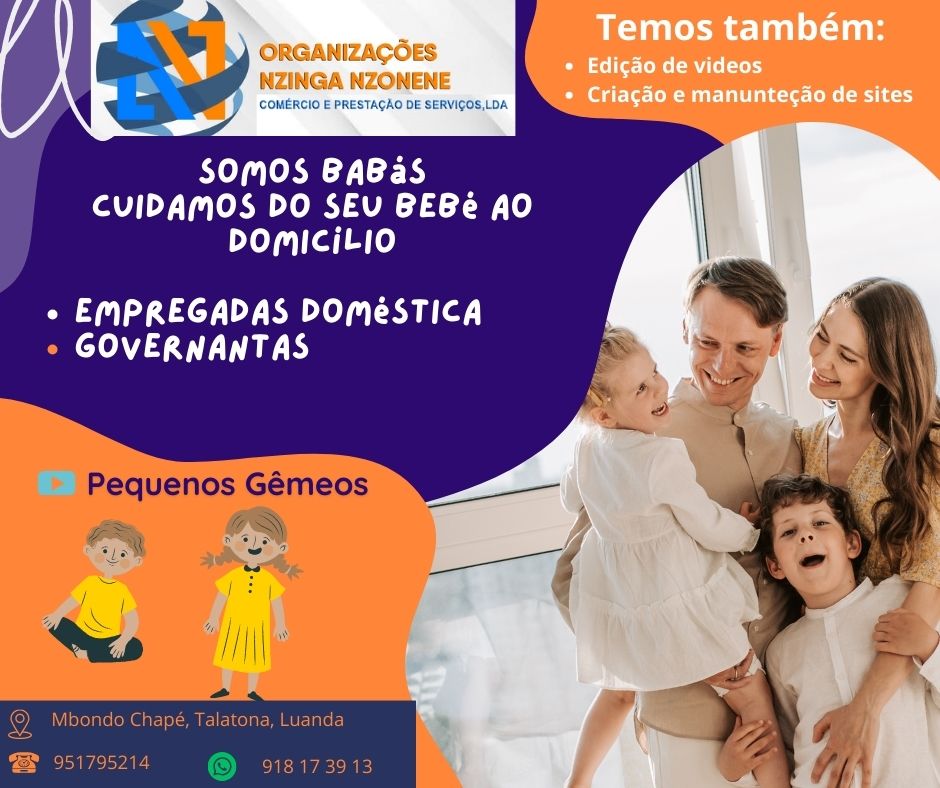 ORGANIZAÇÕES
NZINGA NZONENE
COMÉRCIO E PRESTAÇÃO DE SERVIÇOS,LDA
Temos também:
• Edição de videos
• Criação e manunteção de sites
SOMOS BABÁS
CUIDAMOS DO SEU BEBÉ AO
DOMICÍLIO
• EMPREGADAS DOMÉSTICA
• GOVERNANTAS
Pequenos Gêmeos
Mbondo Chapé, Talatona, Luanda
951795214
918 17 39 13